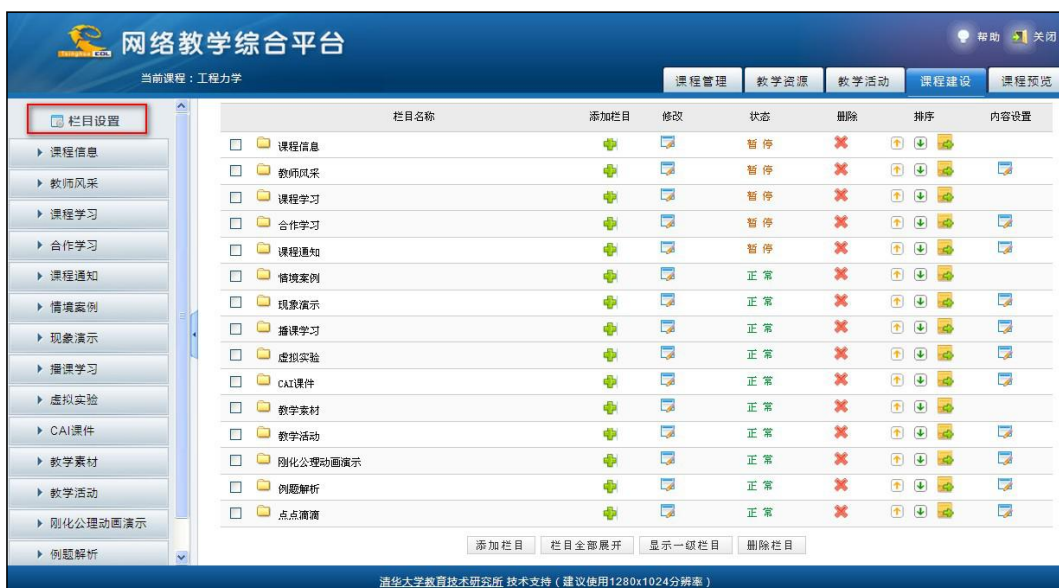 网络教学综合平台
帮助 关闭
当前课程：工程力学
课程管理 教学资源 教学活动 课程建设 课程预览
栏目设置
课程信息
教师风采
课程学习
合作学习
课程通知
情境案例
现象演示
播课学习
虚拟实验
CAI课件
教学素材
教学活动
刚化公理动画演示
例题解析
栏目名称 添加栏目 修改 状态 删除 排序 内容设置
课程信息 暂停
教师风采 暂停
课程学习 暂停
合作学习 暂停
课程通知 暂停
情境案例 正常
现象演示 正常
播课学习 正常
虚拟实验 正常
CAI课件 正常
教学素材 正常
教学活动 正常
刚化公理动画演示 正常
例题解析 正常
点点滴滴 正常
添加栏目 栏目全部展开 显示一级栏目 删除栏目
清华大学教育技术研究所 技术支持（建议使用1280x1024分辨率）